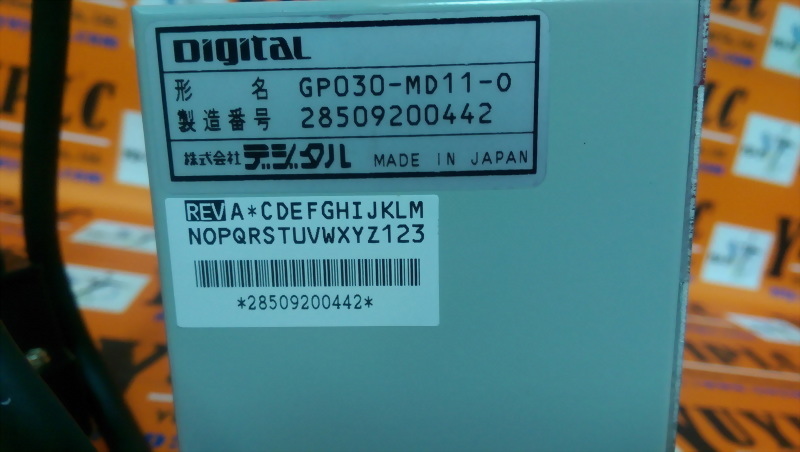 Digital
形 名 GP030-MD11-0
製造番号 28509200442
株式会社 デジタル MADE IN JAPAN
REV A*CDEFGHIJKLM
NOPQRSTUVWXYZ123
*28509200442*